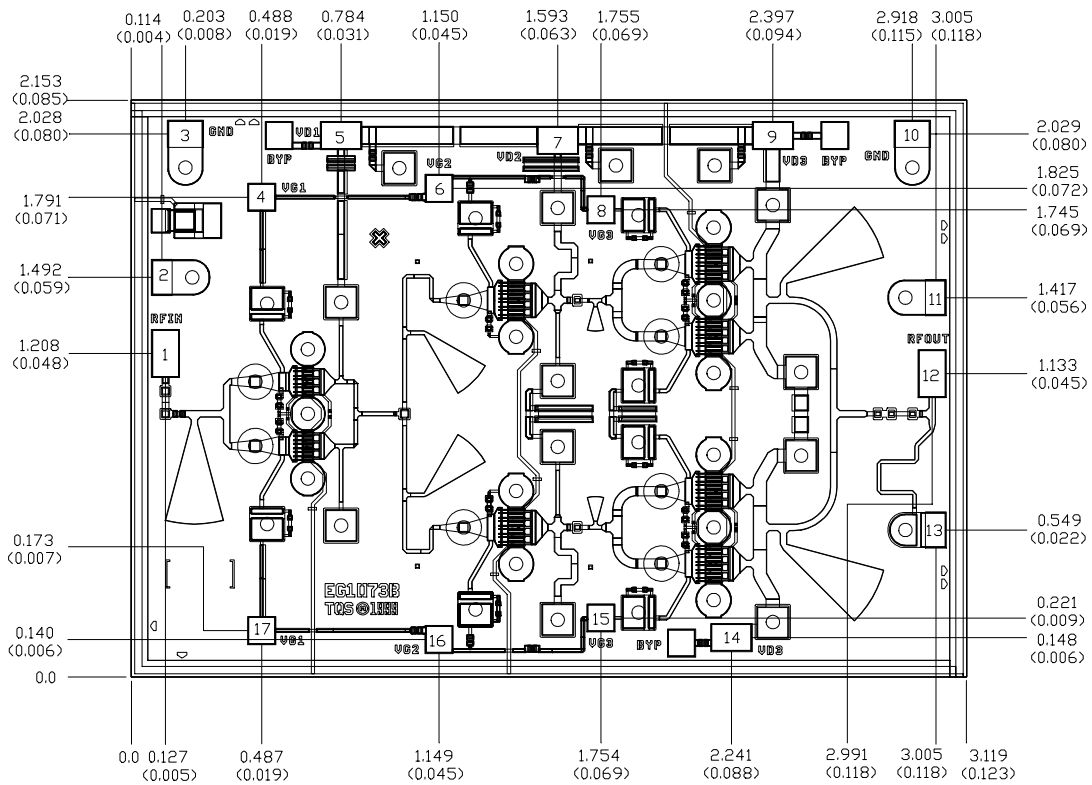 0.114 0.203 0.488 0.784 1.150 1.593 1.755 2.397 2.918 3.005
(0.004) (0.008) (0.019) (0.031) (0.045) (0.063) (0.069) (0.094) (0.115) (0.118)
2.153
(0.085)
2.028
(0.080)
1.791
(0.071)
1.492
(0.059)
1.208
(0.048)
0.173
(0.007)
0.140
(0.006)
0.0
3 GND VD1 5 VD2 7 9 10
BYP VG2 VD3 BYP GND
4 VG1 6 8
VG3
2 11
RFIN RFOUT
1 12
13
EG1073B
TQS
17 VG1 16 15 BYP 14
VG2 VG3 VD3
2.029
(0.080)
1.825
(0.072)
1.745
(0.069)
1.417
(0.056)
1.133
(0.045)
0.549
(0.022)
0.221
(0.009)
0.148
(0.006)
0.0 0.127 0.487 1.149 1.754 2.241 2.991 3.005 3.119
(0.005) (0.019) (0.045) (0.069) (0.088) (0.118) (0.118) (0.123)